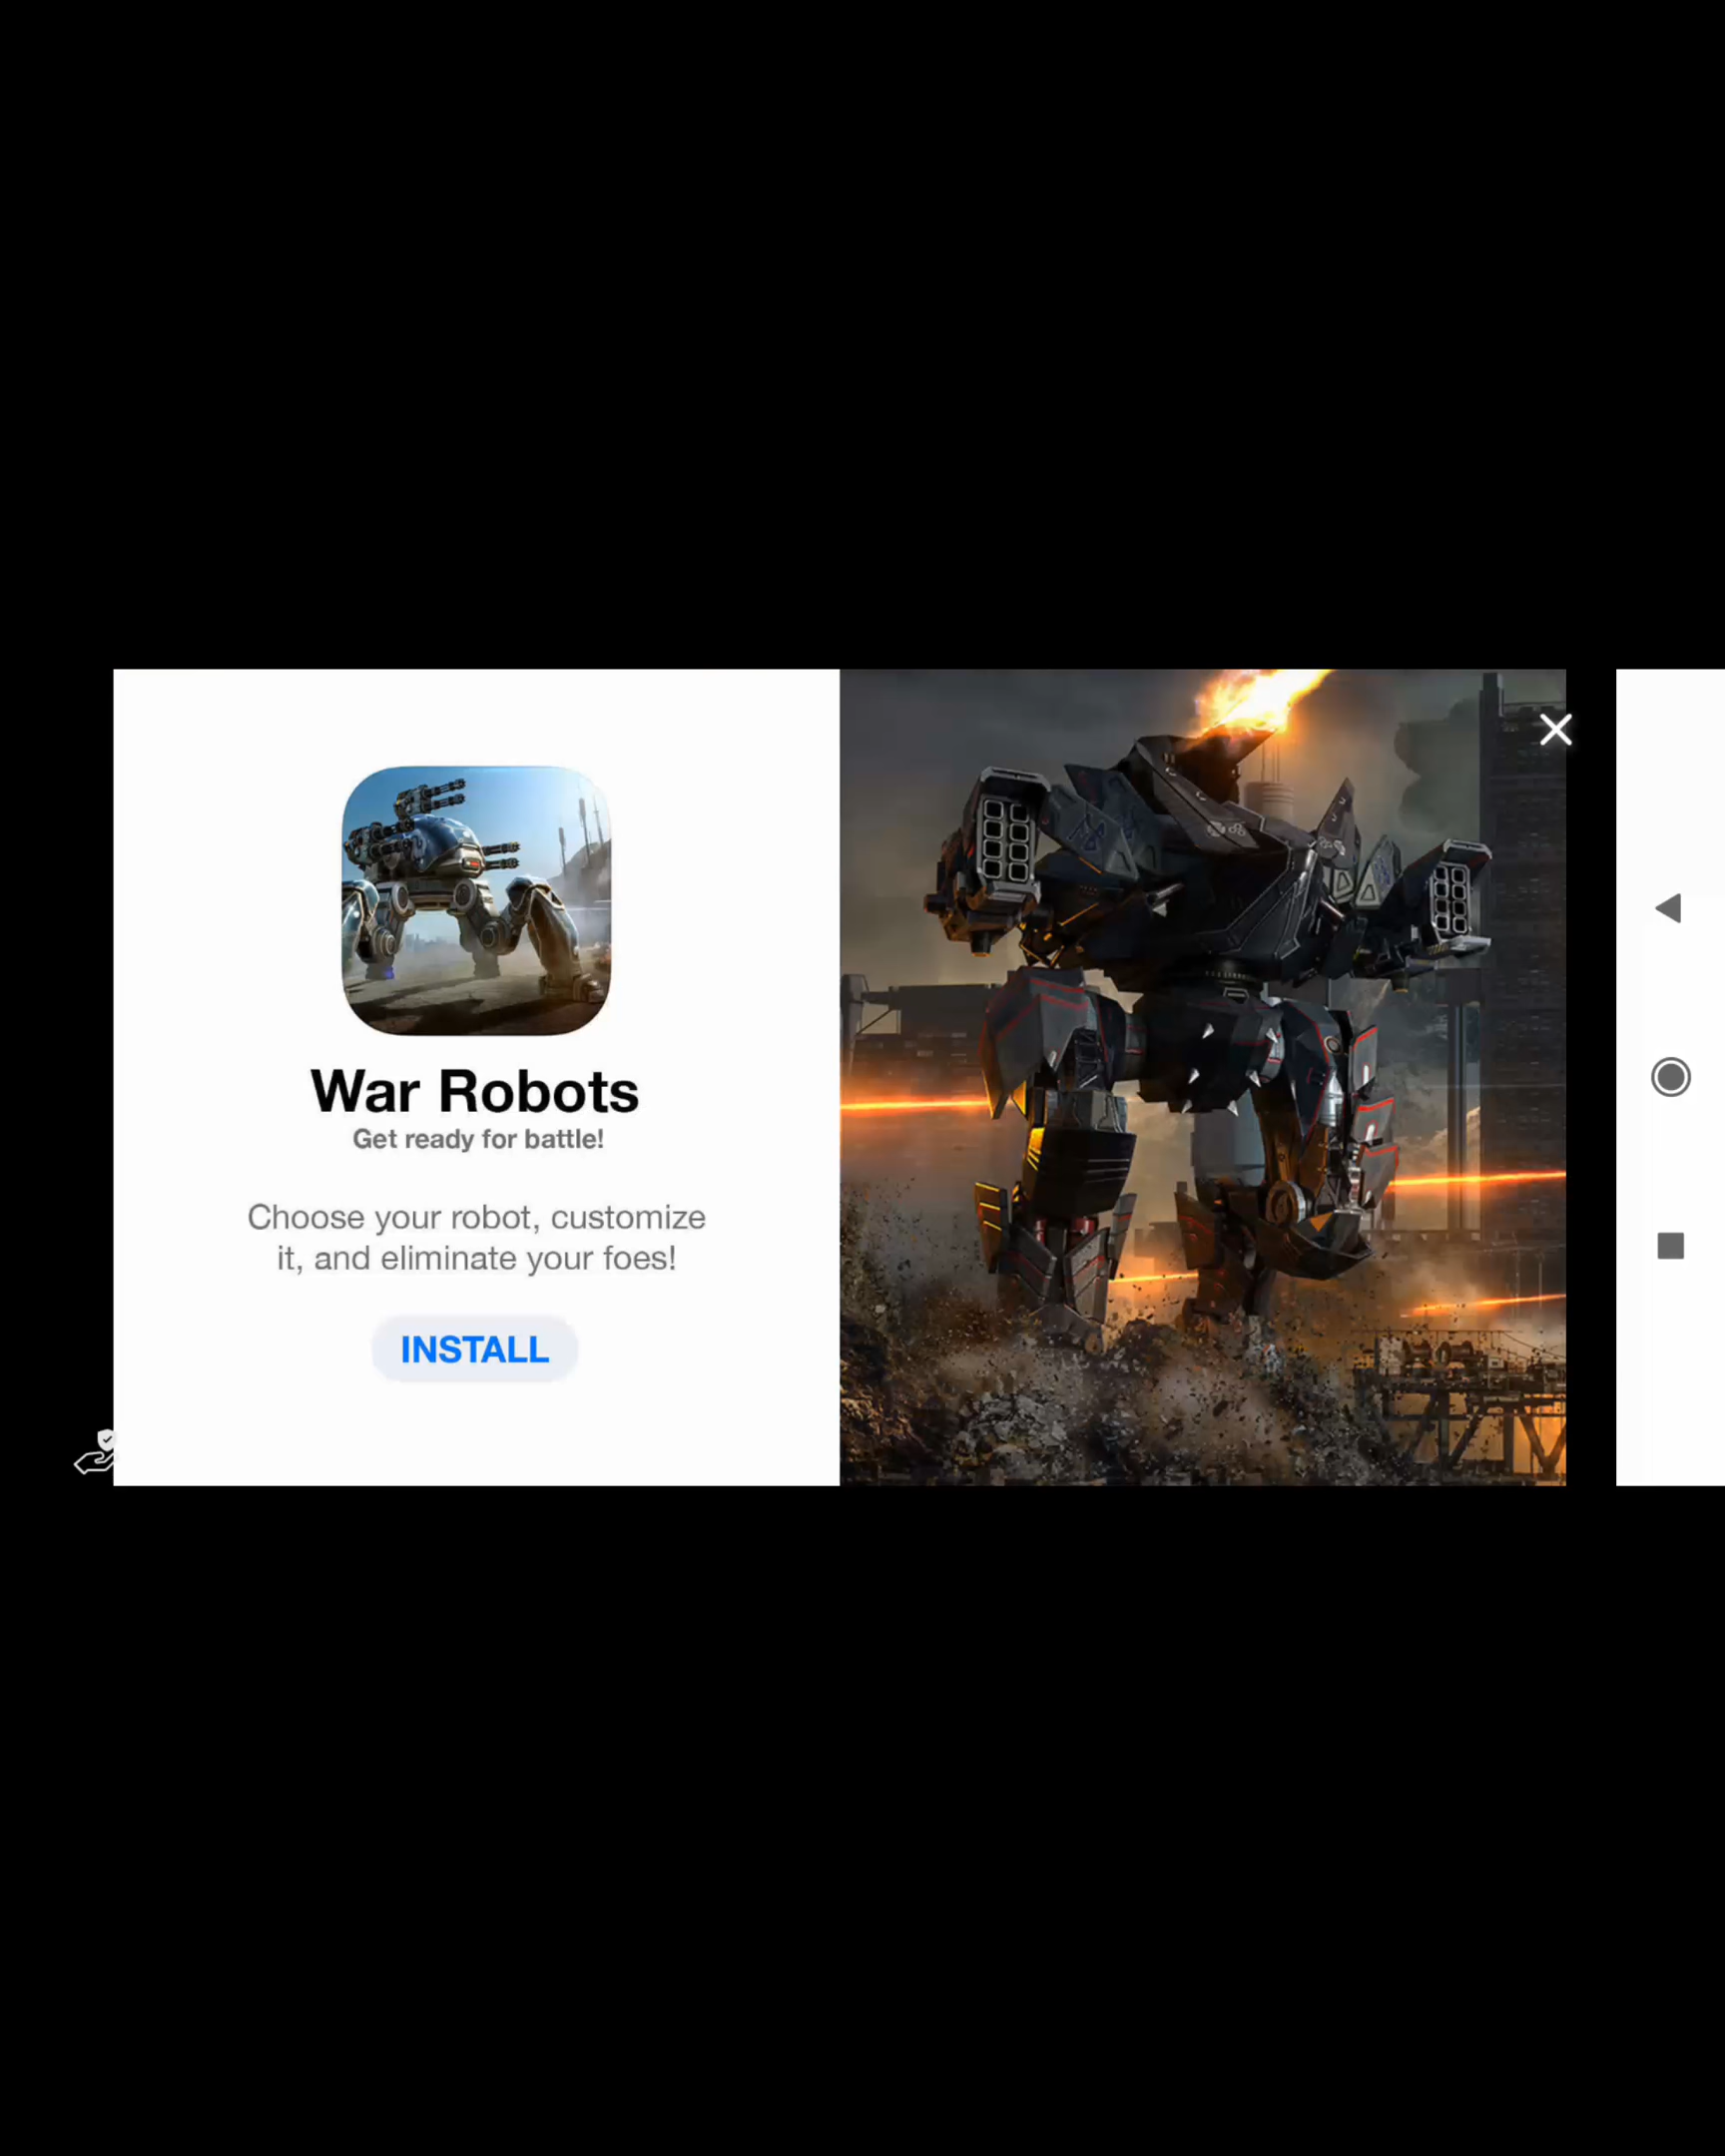 War Robots
Get ready for battle!
Choose your robot, customize
it, and eliminate your foes!
INSTALL